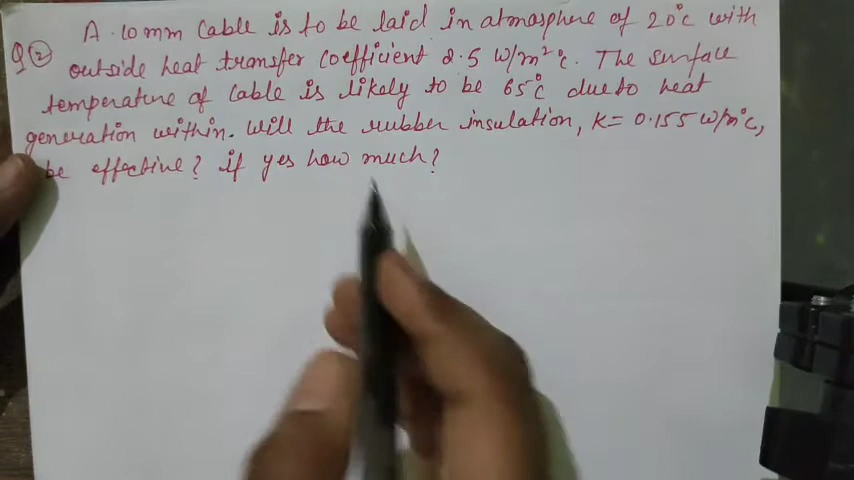 Q② A 10mm Cable is to be laid in atmosphere of 20°c with
outside heat transfer coefficient 8.5 W/m²°c. The surface
temperature of Cable is likely to be 65°c due to heat
generation within. Will the rubber insulation, K= 0.155 W/m°c,
be effective? if yes how much?